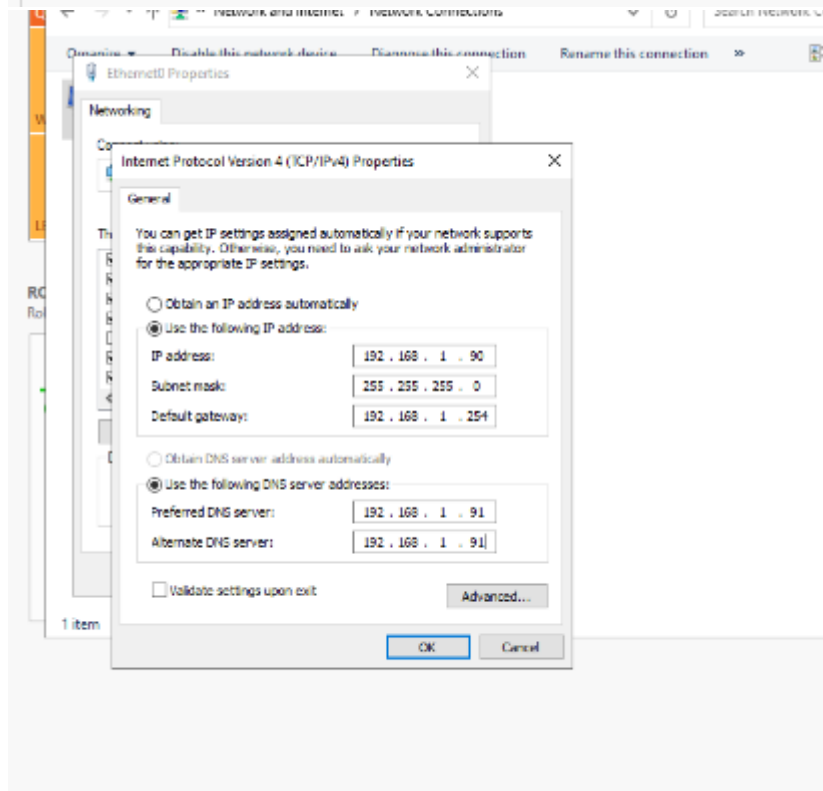 Network and Internet > Network Connections
Search Network C
Organize
Disable this network device
Diagnose this connection
Rename this connection
»
Ethernet0 Properties
Networking
Internet Protocol Version 4 (TCP/IPv4) Properties
General
You can get IP settings assigned automatically if your network supports
this capability. Otherwise, you need to ask your network administrator
for the appropriate IP settings.
Obtain an IP address automatically
Use the following IP address:
IP address: 192 . 168 . 1 . 90
Subnet mask: 255 . 255 . 255 . 0
Default gateway: 192 . 168 . 1 . 254
Obtain DNS server address automatically
Use the following DNS server addresses:
Preferred DNS server: 192 . 168 . 1 . 91
Alternate DNS server: 192 . 168 . 1 . 91
Validate settings upon exit
Advanced...
1 item
OK Cancel